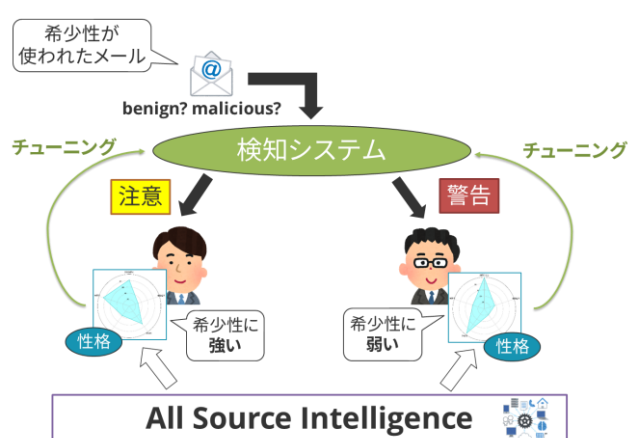 希少性が
使われたメール
benign? malicious?
チューニング
検知システム
チューニング
注意
警告
希少性に
強い
希少性に
弱い
性格
性格
All Source Intelligence